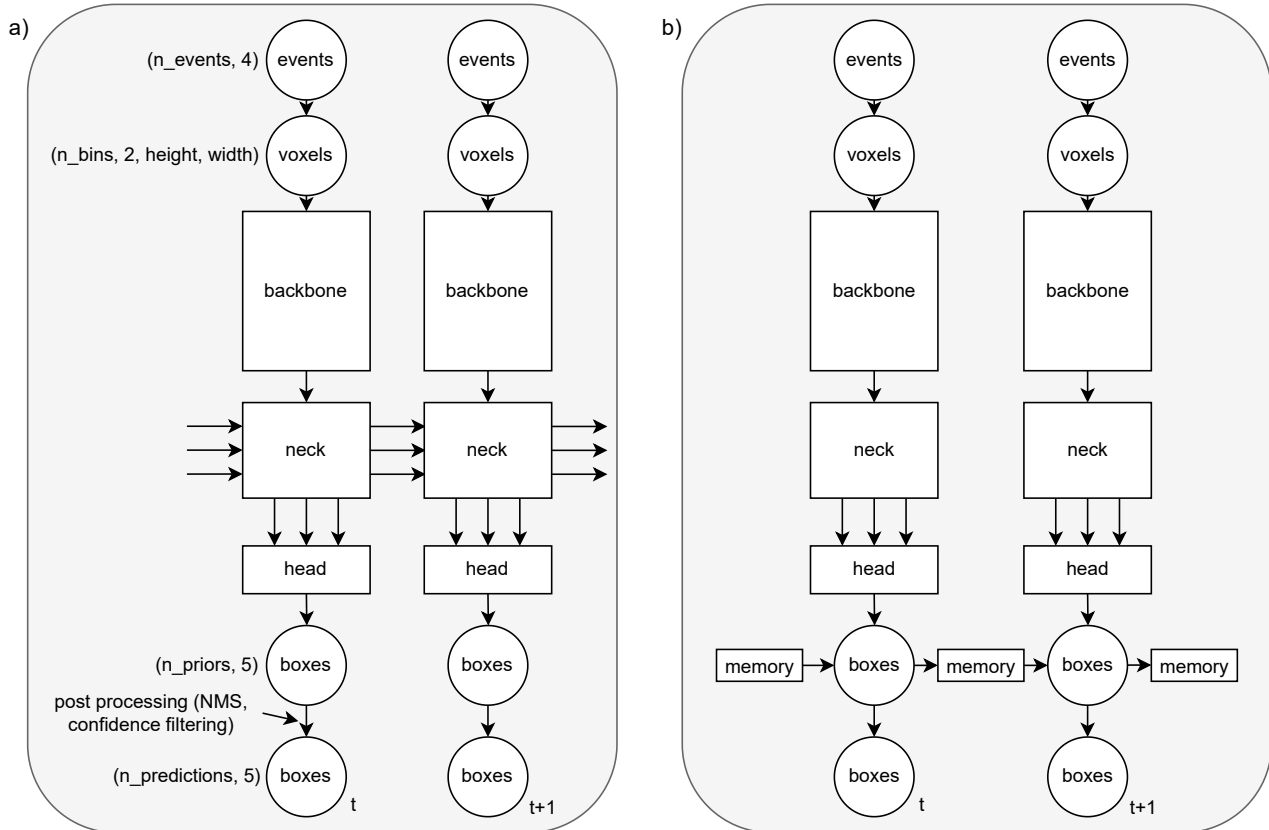 a)
(n_events, 4)
events
events
(n_bins, 2, height, width)
voxels
voxels
backbone
backbone
neck
neck
head
head
(n_priors, 5)
boxes
boxes
post processing (NMS,
confidence filtering)
(n_predictions, 5)
boxes
t
boxes
t+1
b)
events
events
voxels
voxels
backbone
backbone
neck
neck
head
head
memory
boxes
memory
boxes
memory
boxes
t
boxes
t+1